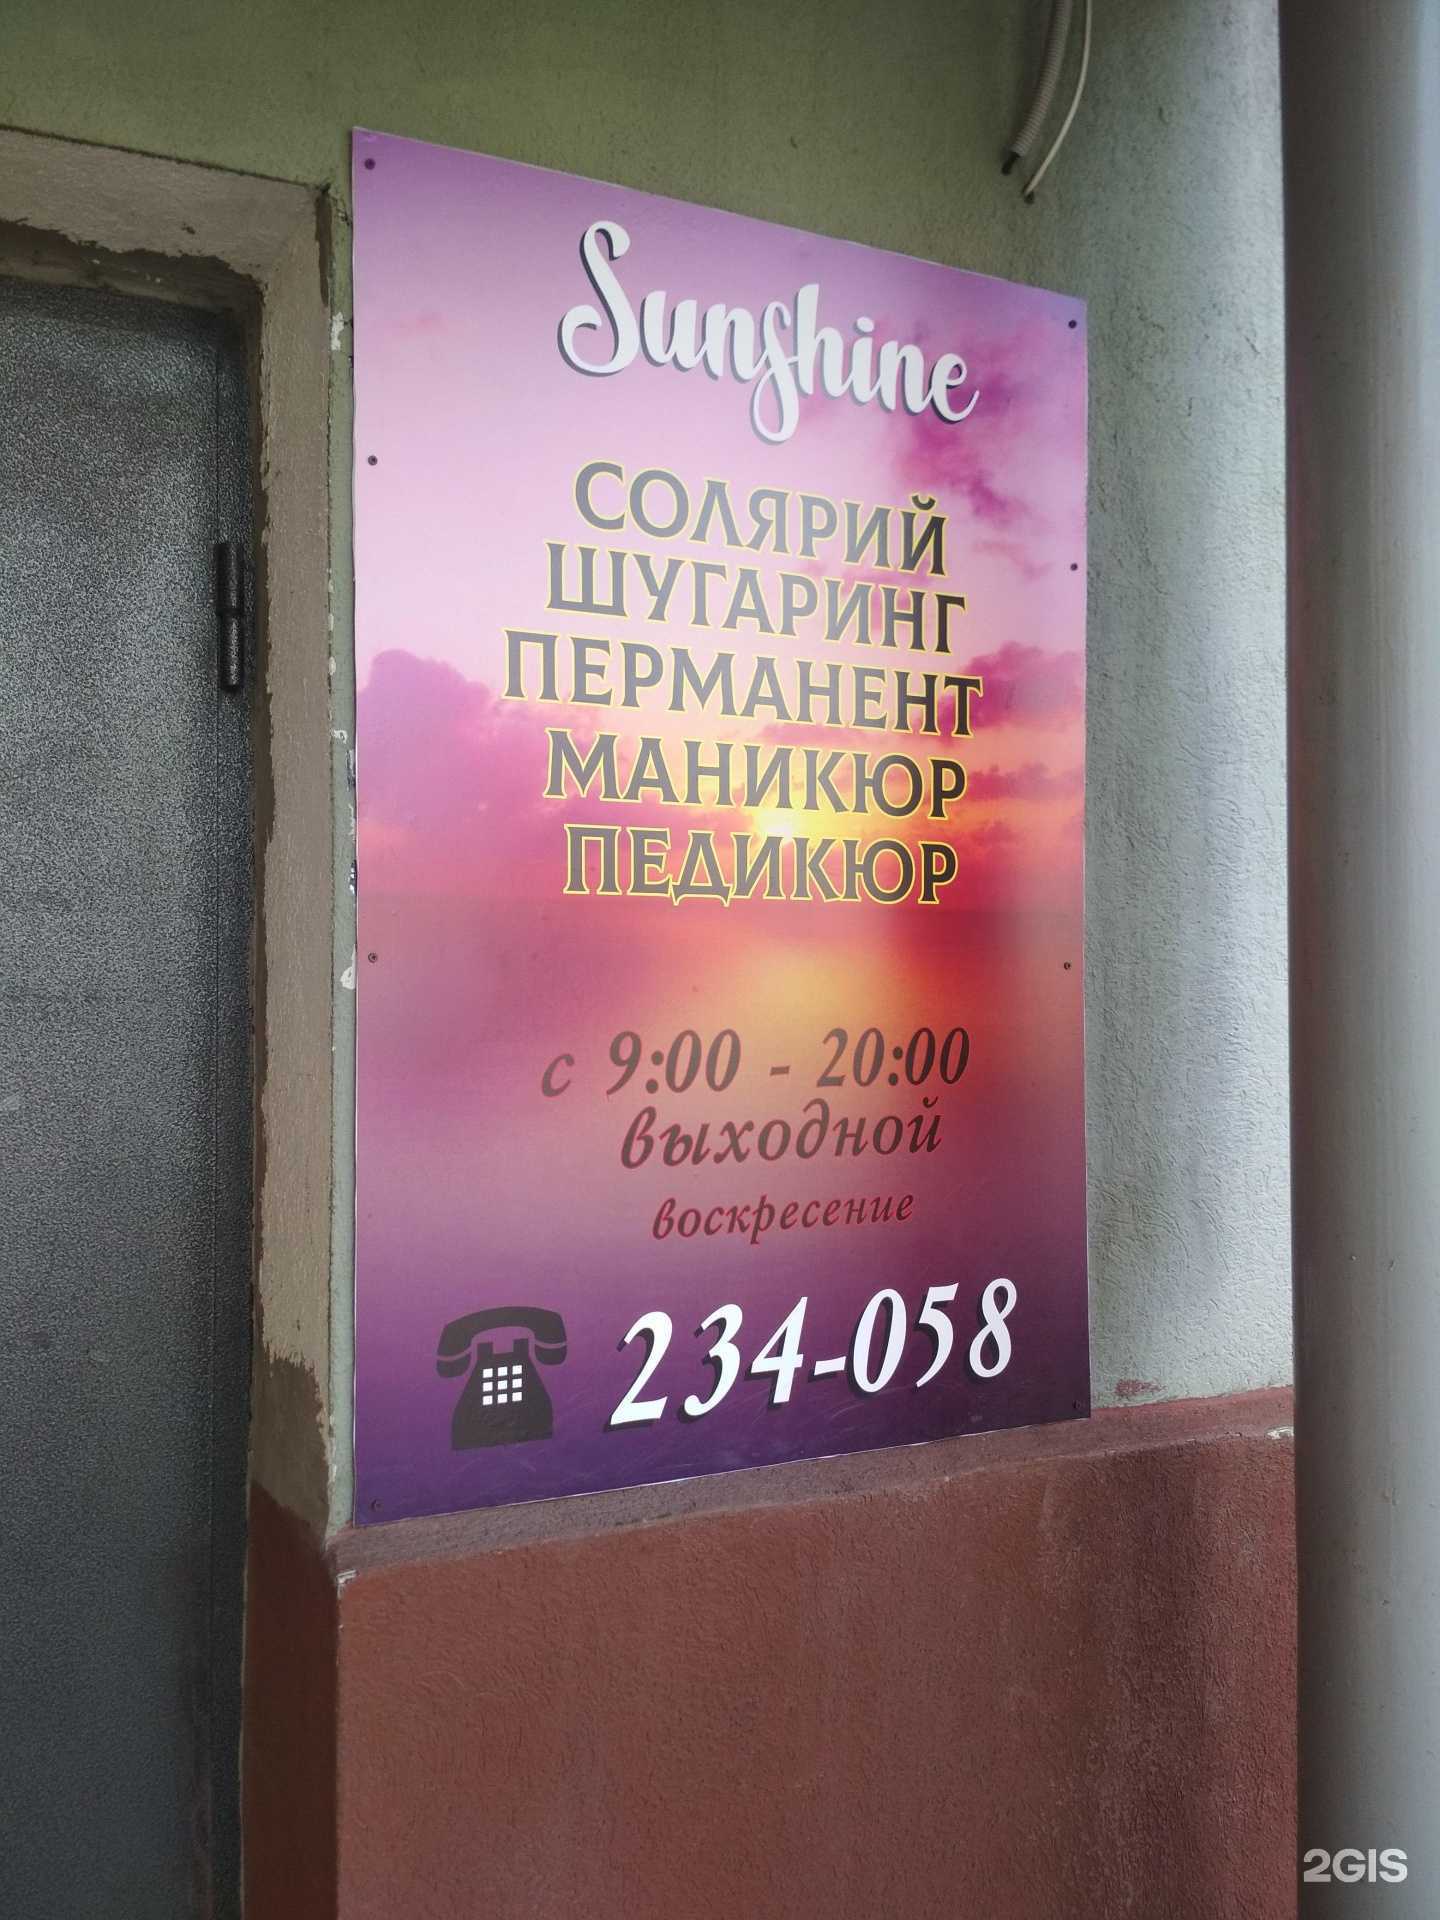 Sunshine
СОЛЯРИЙ
ШУГАРИНГ
ПЕРМАНЕНТ
МАНИКЮР
ПЕДИКЮР
с 9:00 - 20:00
выходной
воскресение
234-058
2GIS